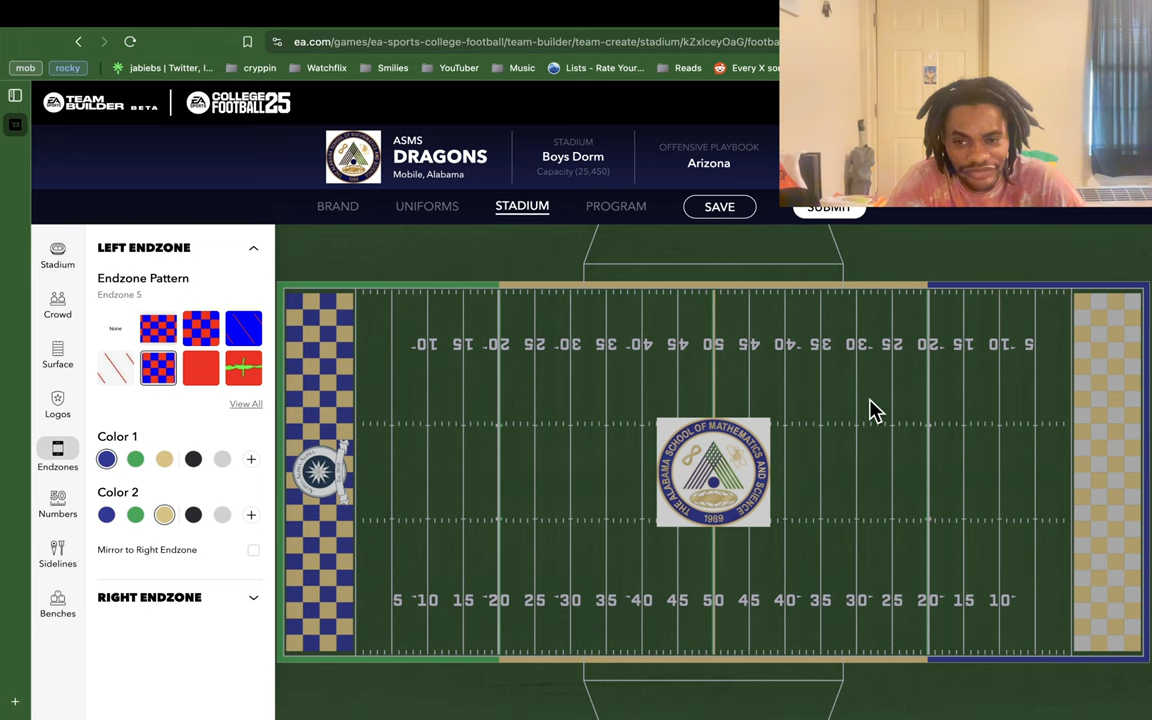 ea.com/games/ea-sports-college-football/team-builder/team-create/stadium/kZxIceyOaG/footba
mob rocky jabiebs | Twitter, I... cryppin Watchflix Smilies YouTube Music Lists - Rate Your... Reads Every X so
EA SPORTS TEAM BUILDER BETA EA SPORTS COLLEGE FOOTBALL 25
ASMS
DRAGONS
Mobile, Alabama
STADIUM
Boys Dorm
Capacity (25,450)
OFFENSIVE PLAYBOOK
Arizona
BRAND UNIFORMS STADIUM PROGRAM SAVE SUBMIT
Stadium
Crowd
Surface
Logos
Endzones
50
Numbers
Sidelines
Benches
LEFT ENDZONE
Endzone Pattern
Endzone 5
None
View All
Color 1
Color 2
Mirror to Right Endzone
RIGHT ENDZONE
10 15 20 25 30 35 40 45 50 45 40 35 30 25 20 15 10 5
THE ALABAMA SCHOOL OF MATHEMATICS AND SCIENCE
1989
5 10 15 20 25 30 35 40 45 50 45 40 35 30 25 20 15 10